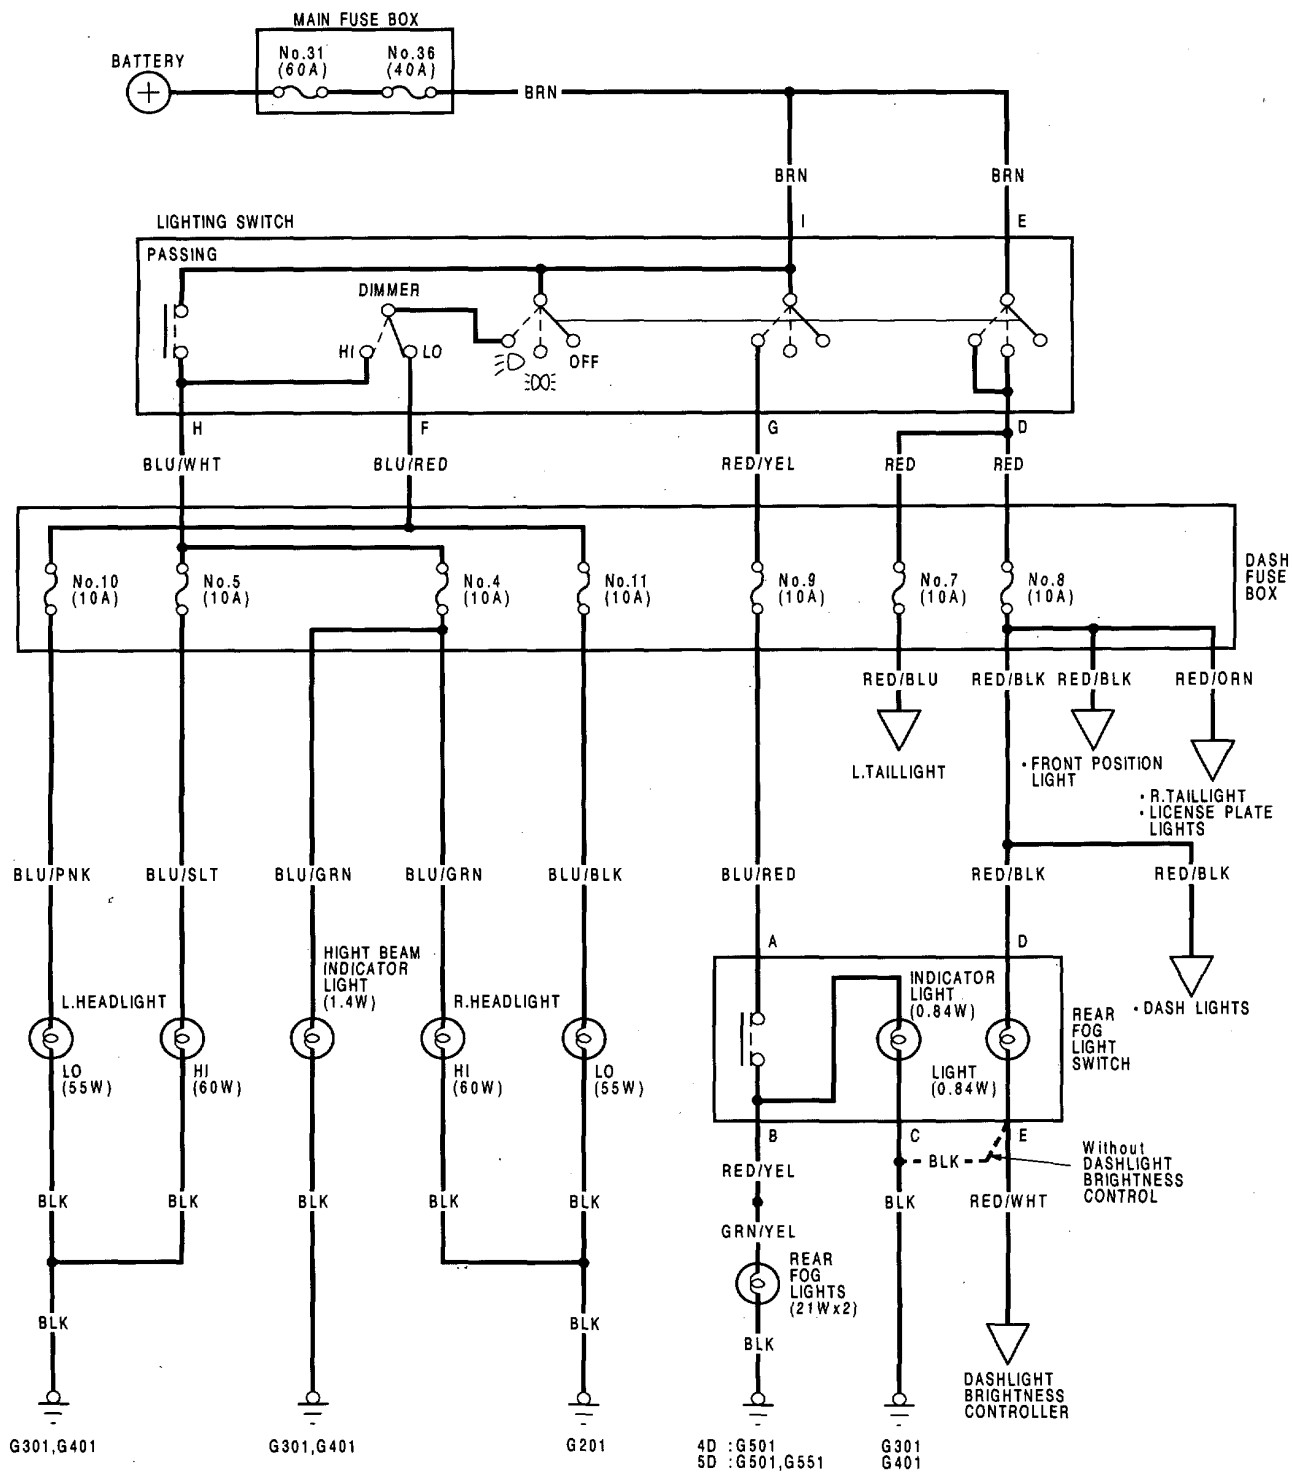 MAIN FUSE BOX
BATTERY
No.31
(60A)
No.36
(40A)
BRN
BRN
BRN
LIGHTING SWITCH
I
E
PASSING
DIMMER
HI
LO
OFF
H
F
G
D
BLU/WHT
BLU/RED
RED/YEL
RED
RED
No.10
(10A)
No.5
(10A)
No.4
(10A)
No.11
(10A)
No.9
(10A)
No.7
(10A)
No.8
(10A)
DASH
FUSE
BOX
RED/BLU
RED/BLK
RED/BLK
RED/ORN
L.TAILLIGHT
• FRONT POSITION
LIGHT
• R.TAILLIGHT
• LICENSE PLATE
LIGHTS
BLU/PNK
BLU/SLT
BLU/GRN
BLU/GRN
BLU/BLK
BLU/RED
RED/BLK
RED/BLK
A
D
HIGHT BEAM
INDICATOR
LIGHT
(1.4W)
L.HEADLIGHT
R.HEADLIGHT
INDICATOR
LIGHT
(0.84W)
• DASH LIGHTS
REAR
FOG
LIGHT
SWITCH
LO
(55W)
HI
(60W)
HI
(60W)
LO
(55W)
LIGHT
(0.84W)
B
C
E
Without
DASHLIGHT
BRIGHTNESS
CONTROL
BLK
RED/YEL
BLK
BLK
BLK
BLK
BLK
BLK
RED/WHT
GRN/YEL
REAR
FOG
LIGHTS
(21Wx2)
BLK
BLK
BLK
DASHLIGHT
BRIGHTNESS
CONTROLLER
G301,G401
G301,G401
G201
4D :G501
5D :G501,G551
G301
G401